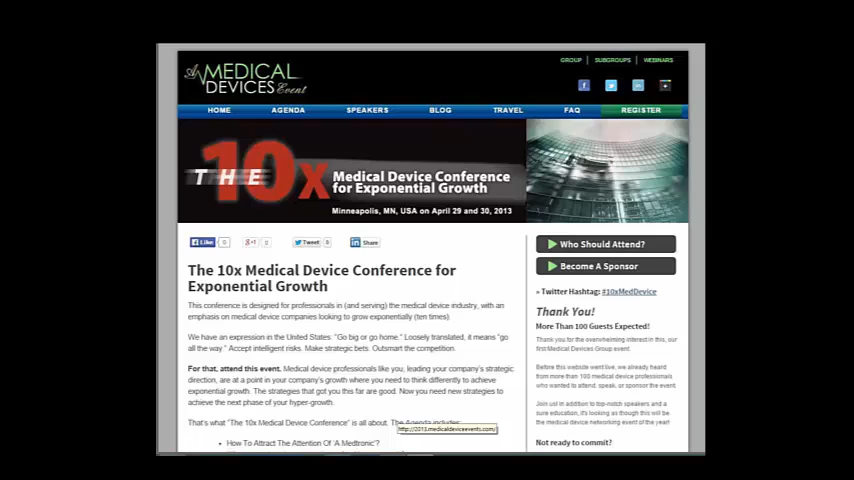 GROUP | SUBGROUPS | WEBINARS
A MEDICAL
DEVICES Event
HOME AGENDA SPEAKERS BLOG TRAVEL FAQ REGISTER
THE 10x Medical Device Conference
for Exponential Growth
Minneapolis, MN, USA on April 29 and 30, 2013
Like 0 +1 0 Tweet Share
The 10x Medical Device Conference for
Exponential Growth
This conference is designed for professionals in (and serving) the medical device industry, with an
emphasis on medical device companies looking to grow exponentially (ten times).
We have an expression in the United States: "Go big or go home." Loosely translated, it means "go
all the way." Accept intelligent risks. Make strategic bets. Outsmart the competition.
For that, attend this event. Medical device professionals like you, leading your company's strategic
direction, are at a point in your company's growth where you need to think differently to achieve
exponential growth. The strategies that got you this far are good. Now you need new strategies to
achieve the next phase of your hyper-growth.
That's what "The 10x Medical Device Conference" is all about. The Agenda includes:
http://2013.medicaldeviceevents.com/
• How To Attract The Attention Of 'A Medtronic'?
Who Should Attend?
Become A Sponsor
» Twitter Hashtag: #10xMedDevice
Thank You!
More Than 100 Guests Expected!
Thank you for the overwhelming interest in this, our
first Medical Devices Group event.
Before this website went live, we already heard
from more than 100 medical device professionals
who wanted to attend, speak, or sponsor the event.
Join us! In addition to top-notch speakers and a
sure education, it's looking as though this will be
the medical device networking event of the year!
Not ready to commit?